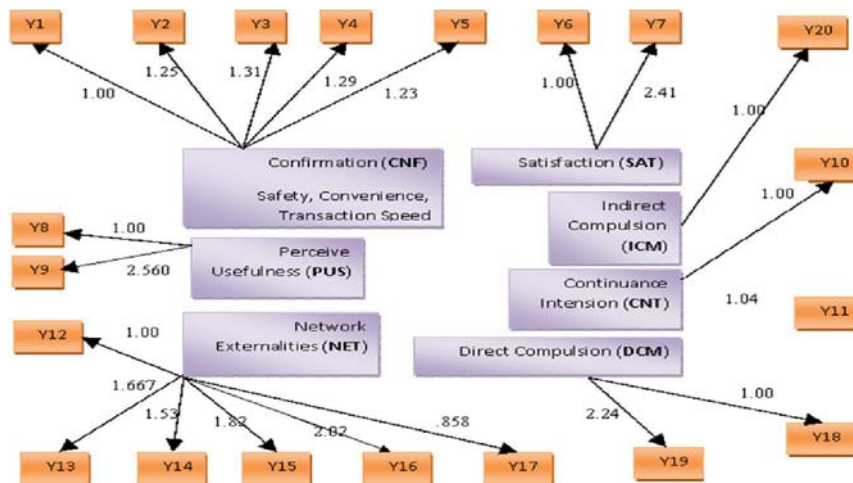 Y1
Y2
Y3
Y4
Y5
Y6
Y7
Y20
1.00
1.25
1.31
1.29
1.23
1.00
2.41
1.00
Confirmation (CNF)
Safety, Convenience,
Transaction Speed
Satisfaction (SAT)
Y10
Indirect
Compulsion
(ICM)
1.00
Y8
1.00
Y9
2.560
Perceive
Usefulness (PUS)
Continuance
Intension (CNT)
1.04
Y11
Y12
1.00
Network
Externalities (NET)
Direct Compulsion (DCM)
1.667
1.53
1.82
2.02
.858
2.24
1.00
Y13
Y14
Y15
Y16
Y17
Y19
Y18